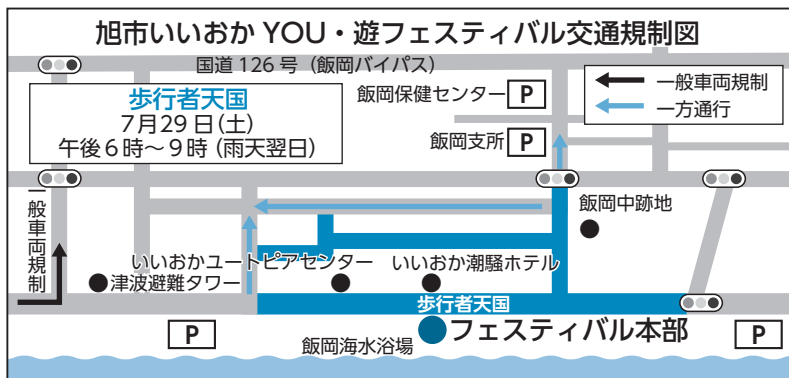 旭市いいおか YOU・遊フェスティバル交通規制図
国道 126 号（飯岡バイパス）
歩行者天国
7月29 日(土)
午後６時～９時 (雨天翌日)
飯岡保健センター P
飯岡支所 P
一般車両規制
一方通行
一般車両規制
飯岡中跡地
いいおかユートピアセンター
いいおか潮騒ホテル
津波避難タワー
歩行者天国
P
フェスティバル本部
P
飯岡海水浴場